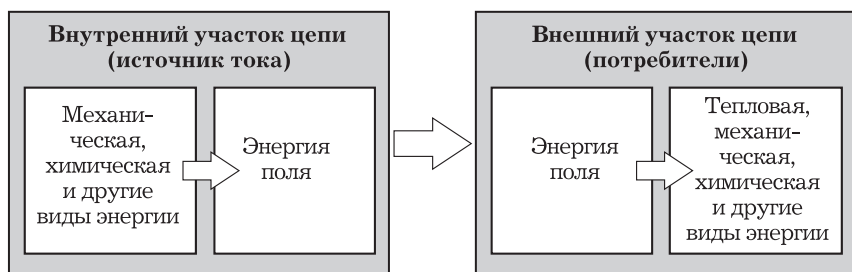 Внутренний участок цепи
(источник тока)
Механи-
ческая,
химическая
и другие
виды энергии
Энергия
поля
Внешний участок цепи
(потребители)
Энергия
поля
Тепловая,
механи-
ческая,
химическая
и другие
виды энергии